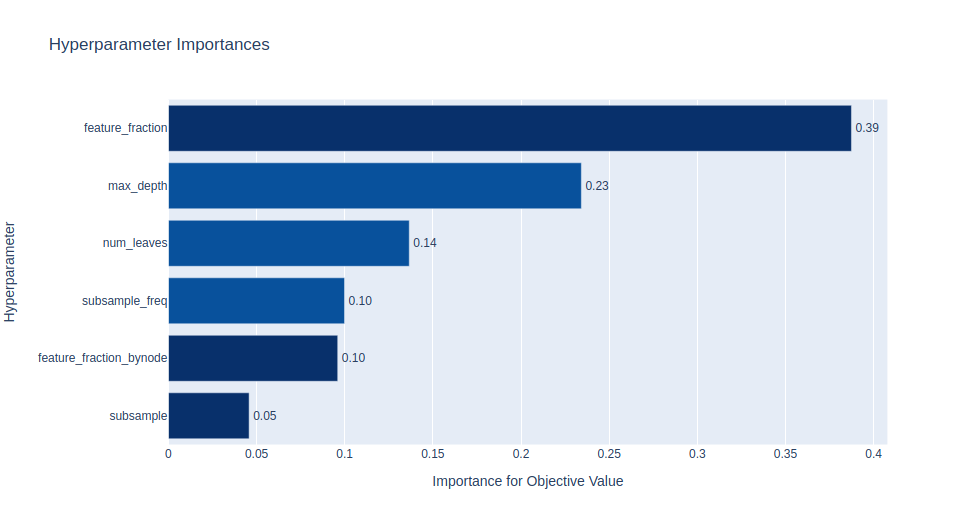 Hyperparameter Importances
Hyperparameter
feature_fraction 0.39
max_depth 0.23
num_leaves 0.14
subsample_freq 0.10
feature_fraction_bynode 0.10
subsample 0.05
0 0.05 0.1 0.15 0.2 0.25 0.3 0.35 0.4
Importance for Objective Value